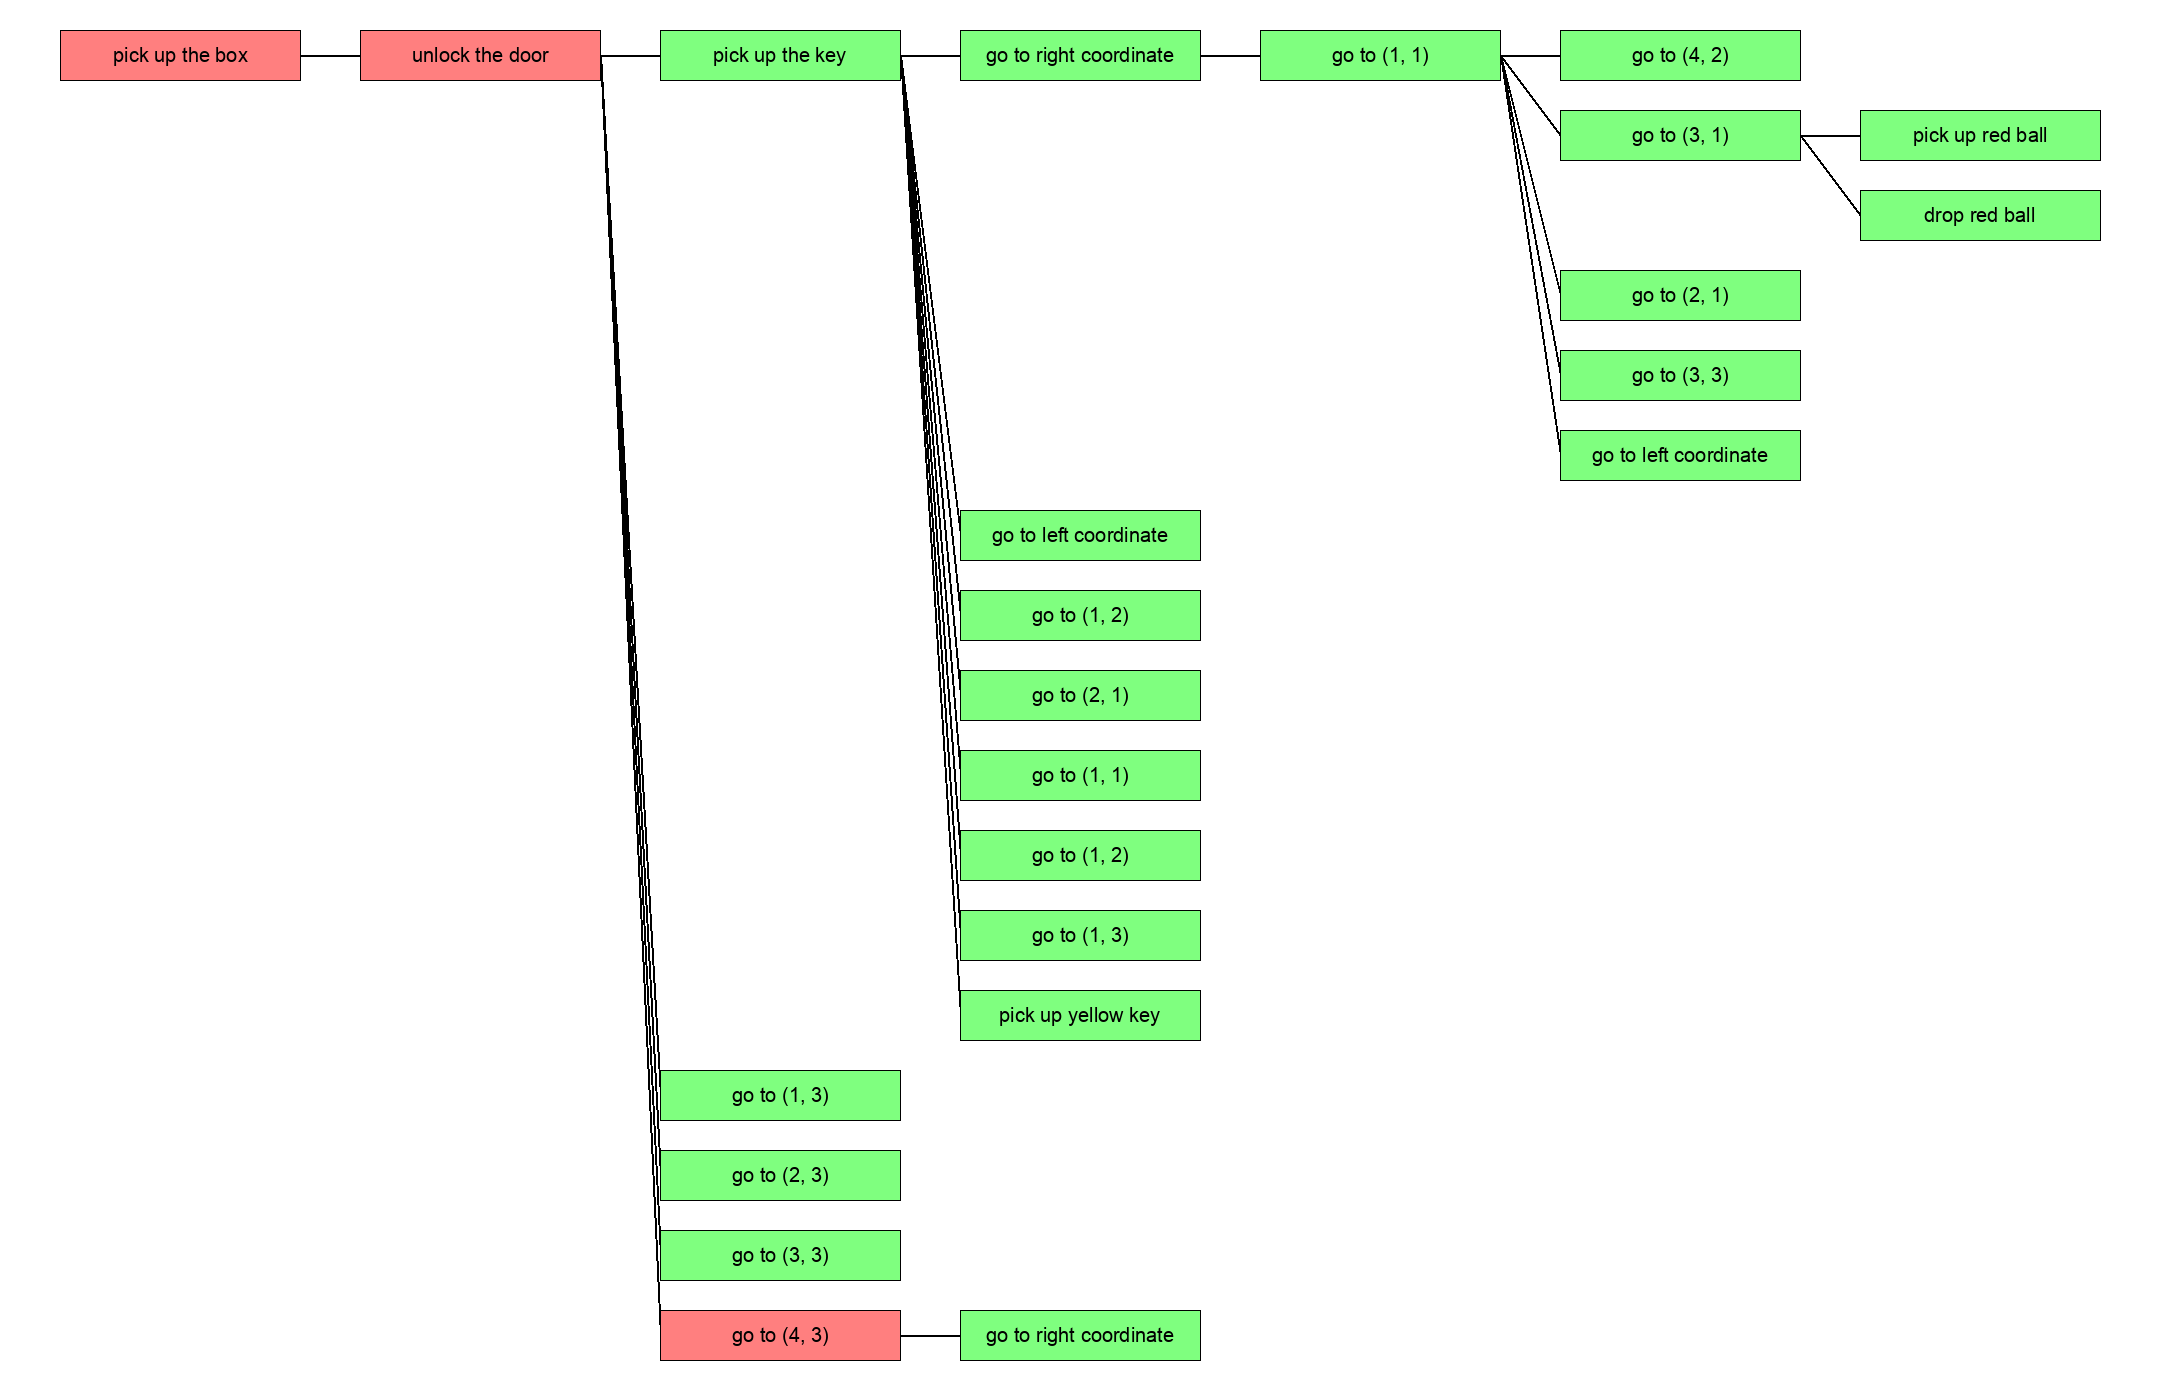 pick up the box
unlock the door
pick up the key
go to right coordinate
go to (1, 1)
go to (4, 2)
go to (3, 1)
pick up red ball
drop red ball
go to (2, 1)
go to (3, 3)
go to left coordinate
go to left coordinate
go to (1, 2)
go to (2, 1)
go to (1, 1)
go to (1, 2)
go to (1, 3)
pick up yellow key
go to (1, 3)
go to (2, 3)
go to (3, 3)
go to (4, 3)
go to right coordinate